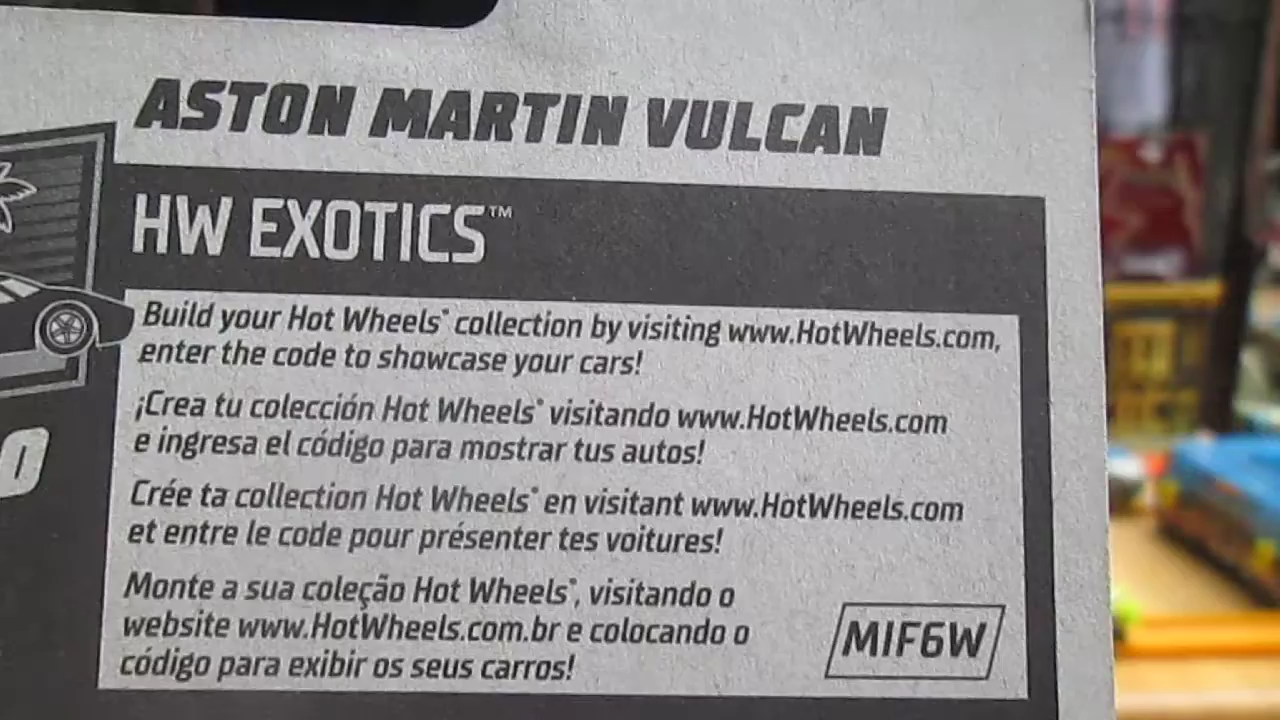 ASTON MARTIN VULCAN
HW EXOTICS™
Build your Hot Wheels® collection by visiting www.HotWheels.com,
enter the code to showcase your cars!
¡Crea tu colección Hot Wheels® visitando www.HotWheels.com
e ingresa el código para mostrar tus autos!
Crée ta collection Hot Wheels® en visitant www.HotWheels.com
et entre le code pour présenter tes voitures!
Monte a sua coleção Hot Wheels®, visitando o
website www.HotWheels.com.br e colocando o
código para exibir os seus carros!
MIF6W
0